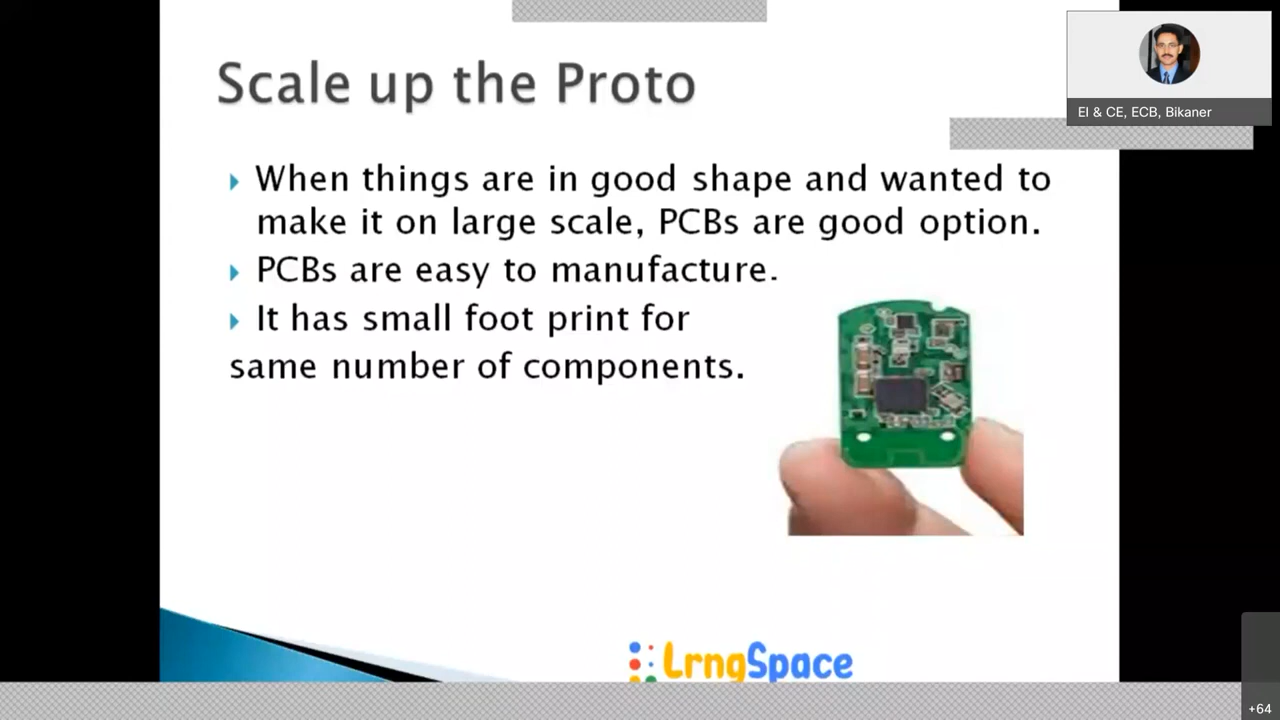 Scale up the Proto
EI & CE, ECB, Bikaner
When things are in good shape and wanted to
make it on large scale, PCBs are good option.
PCBs are easy to manufacture.
It has small foot print for
same number of components.
LrngSpace
+64